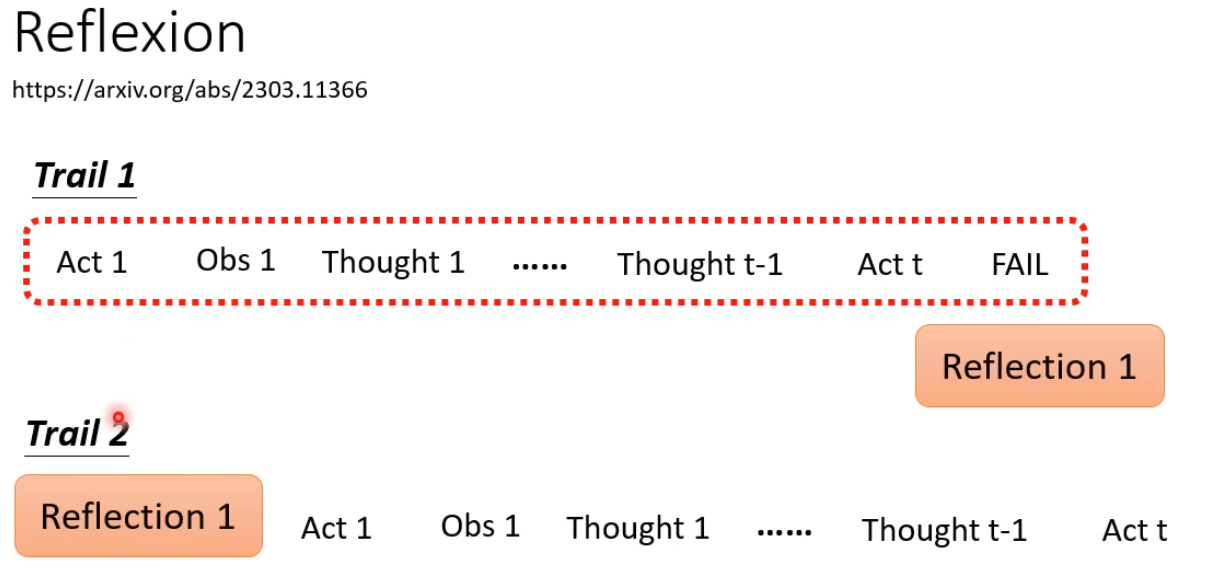 Reflexion
https://arxiv.org/abs/2303.11366
Trail 1
Act 1 Obs 1 Thought 1 …… Thought t-1 Act t FAIL
Reflection 1
Trail 2
Reflection 1 Act 1 Obs 1 Thought 1 …… Thought t-1 Act t